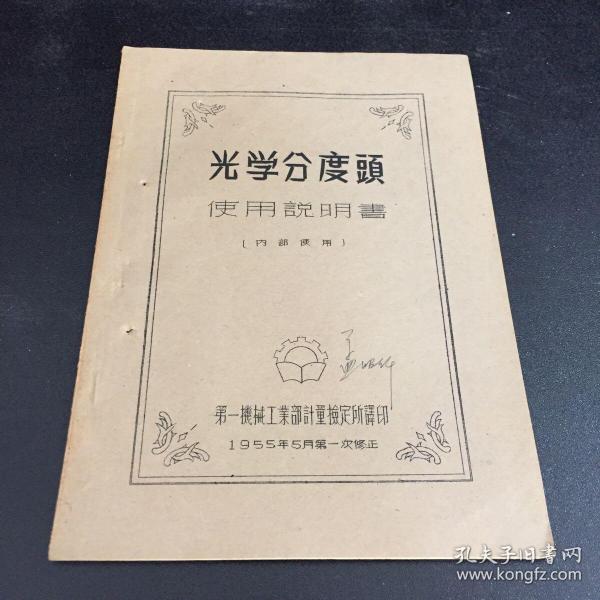 光学分度頭
使用説明書
(内部使用)
第一機械工業部計量檢定所譯印
1955年5月第一次修正
孔夫子旧書网
www.kongfz.com